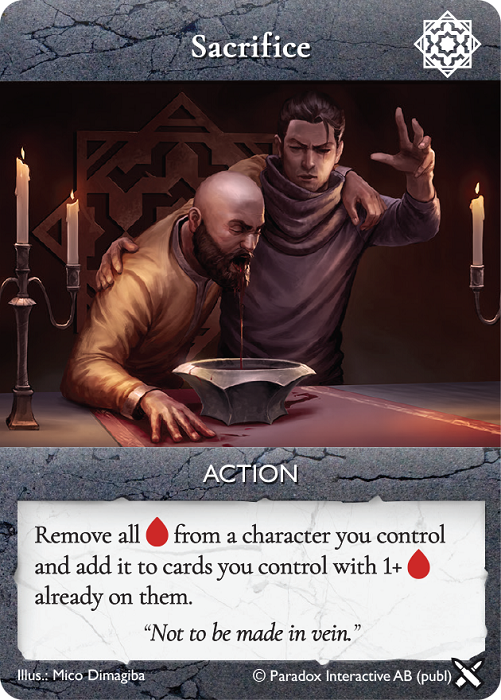 Sacrifice
ACTION
Remove all from a character you control
and add it to cards you control with 1+
already on them.
“Not to be made in vein.”
Illus.: Mico Dimagiba
© Paradox Interactive AB (publ)